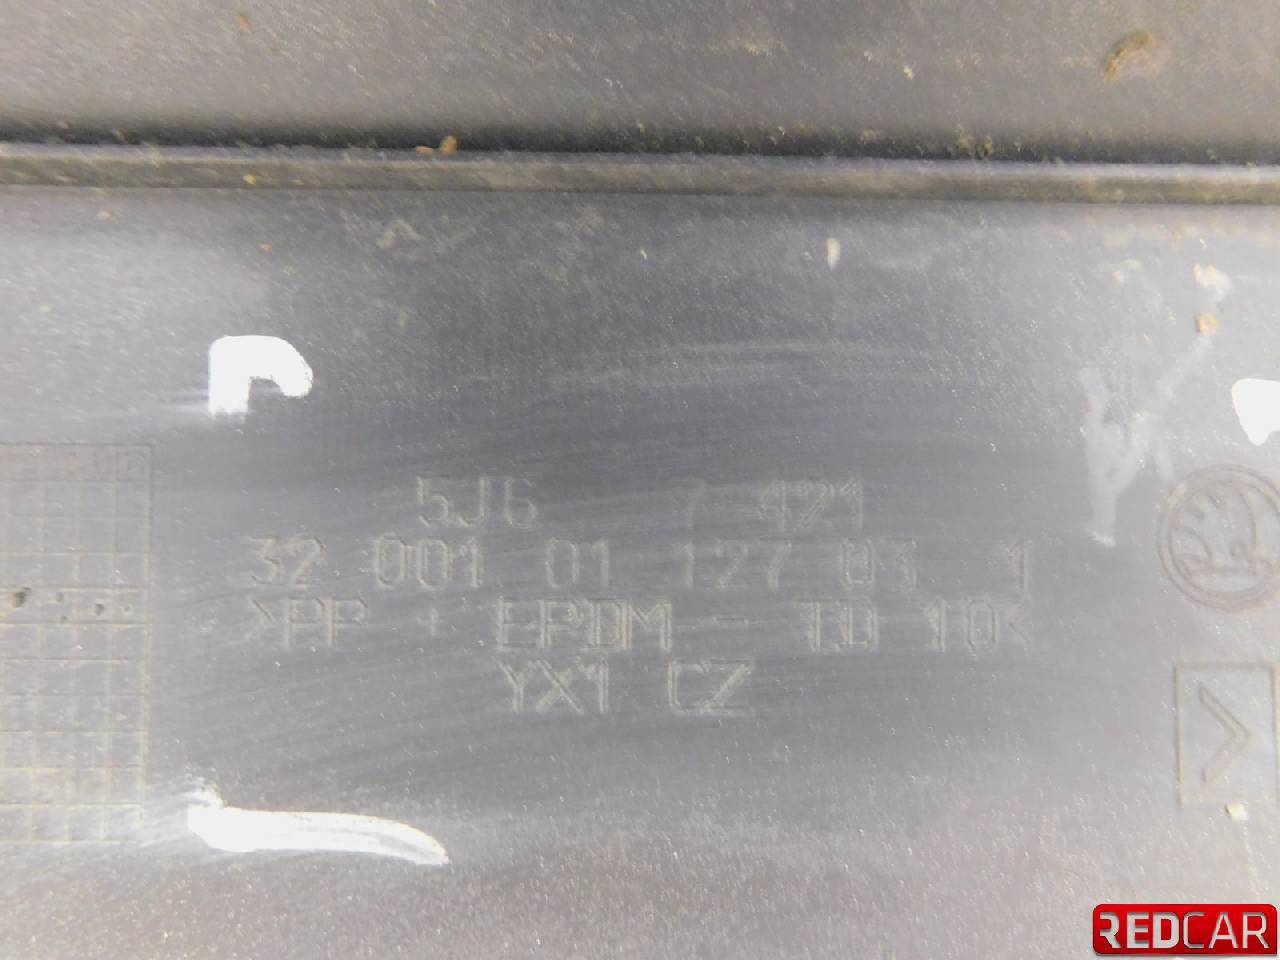 5J6 7 421
32 001 01 127 03 1
>PP + EPDM - TD 10<
YX1 CZ
REDCAR